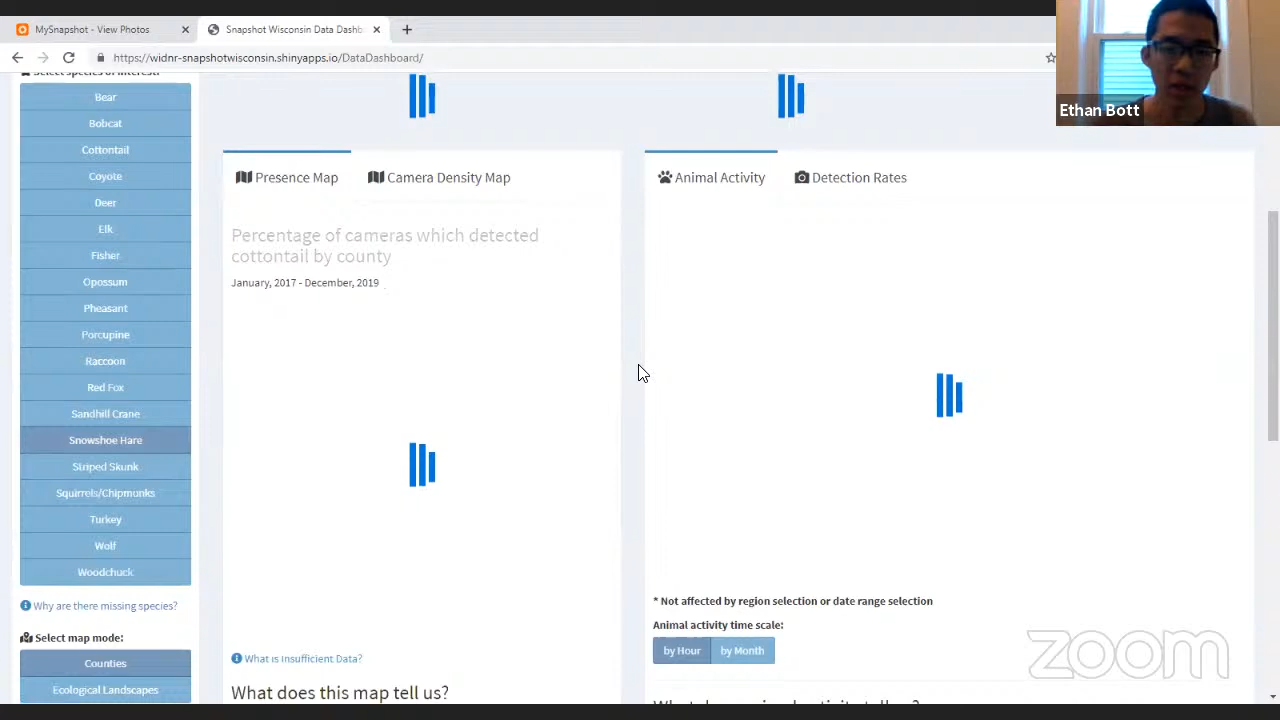 MySnapshot - View Photos
Snapshot Wisconsin Data Dashb
https://widnr-snapshotwisconsin.shinyapps.io/DataDashboard/
Ethan Bott
Select species of interest:
Bear
Bobcat
Cottontail
Coyote
Deer
Elk
Fisher
Opossum
Pheasant
Porcupine
Raccoon
Red Fox
Sandhill Crane
Snowshoe Hare
Striped Skunk
Squirrels/Chipmonks
Turkey
Wolf
Woodchuck
Why are there missing species?
Select map mode:
Counties
Ecological Landscapes
Presence Map
Camera Density Map
Percentage of cameras which detected
cottontail by county
January, 2017 - December, 2019
What is Insufficient Data?
What does this map tell us?
Animal Activity
Detection Rates
* Not affected by region selection or date range selection
Animal activity time scale:
by Hour
by Month
zoom